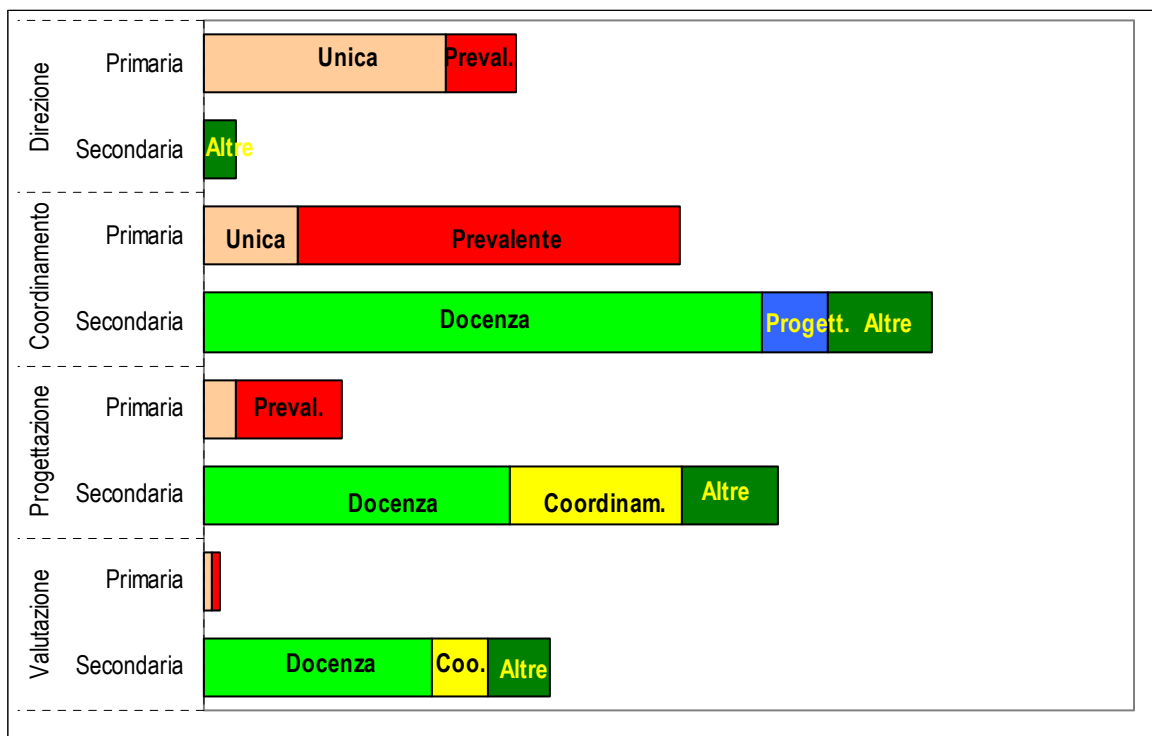 Direzione
Primaria
Unica
Preval.
Secondaria
Altre
Coordinamento
Primaria
Unica
Prevalente
Secondaria
Docenza
Progett.
Altre
Progettazione
Primaria
Preval.
Secondaria
Docenza
Coordinam.
Altre
Valutazione
Primaria
Secondaria
Docenza
Coo.
Altre